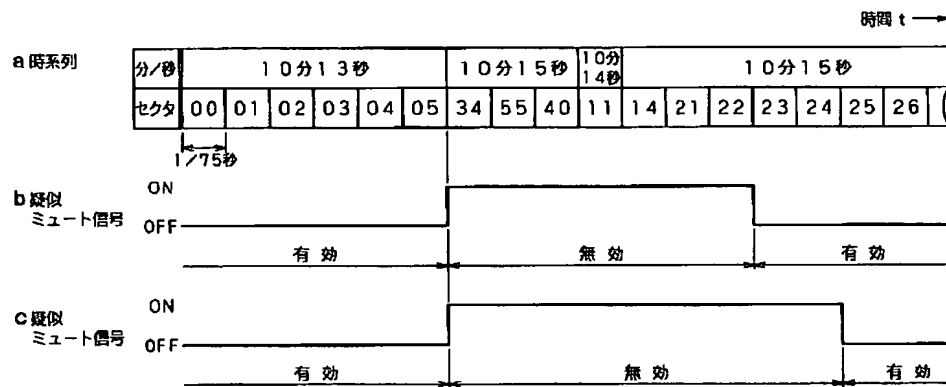 時間 t
a 時系列
分/秒 10分13秒 10分15秒 10分14秒 10分15秒
セクタ 00 01 02 03 04 05 34 55 40 11 14 21 22 23 24 25 26
1/75秒
b 疑似ミュート信号
ON
OFF
有効 無効 有効
c 疑似ミュート信号
ON
OFF
有効 無効 有効